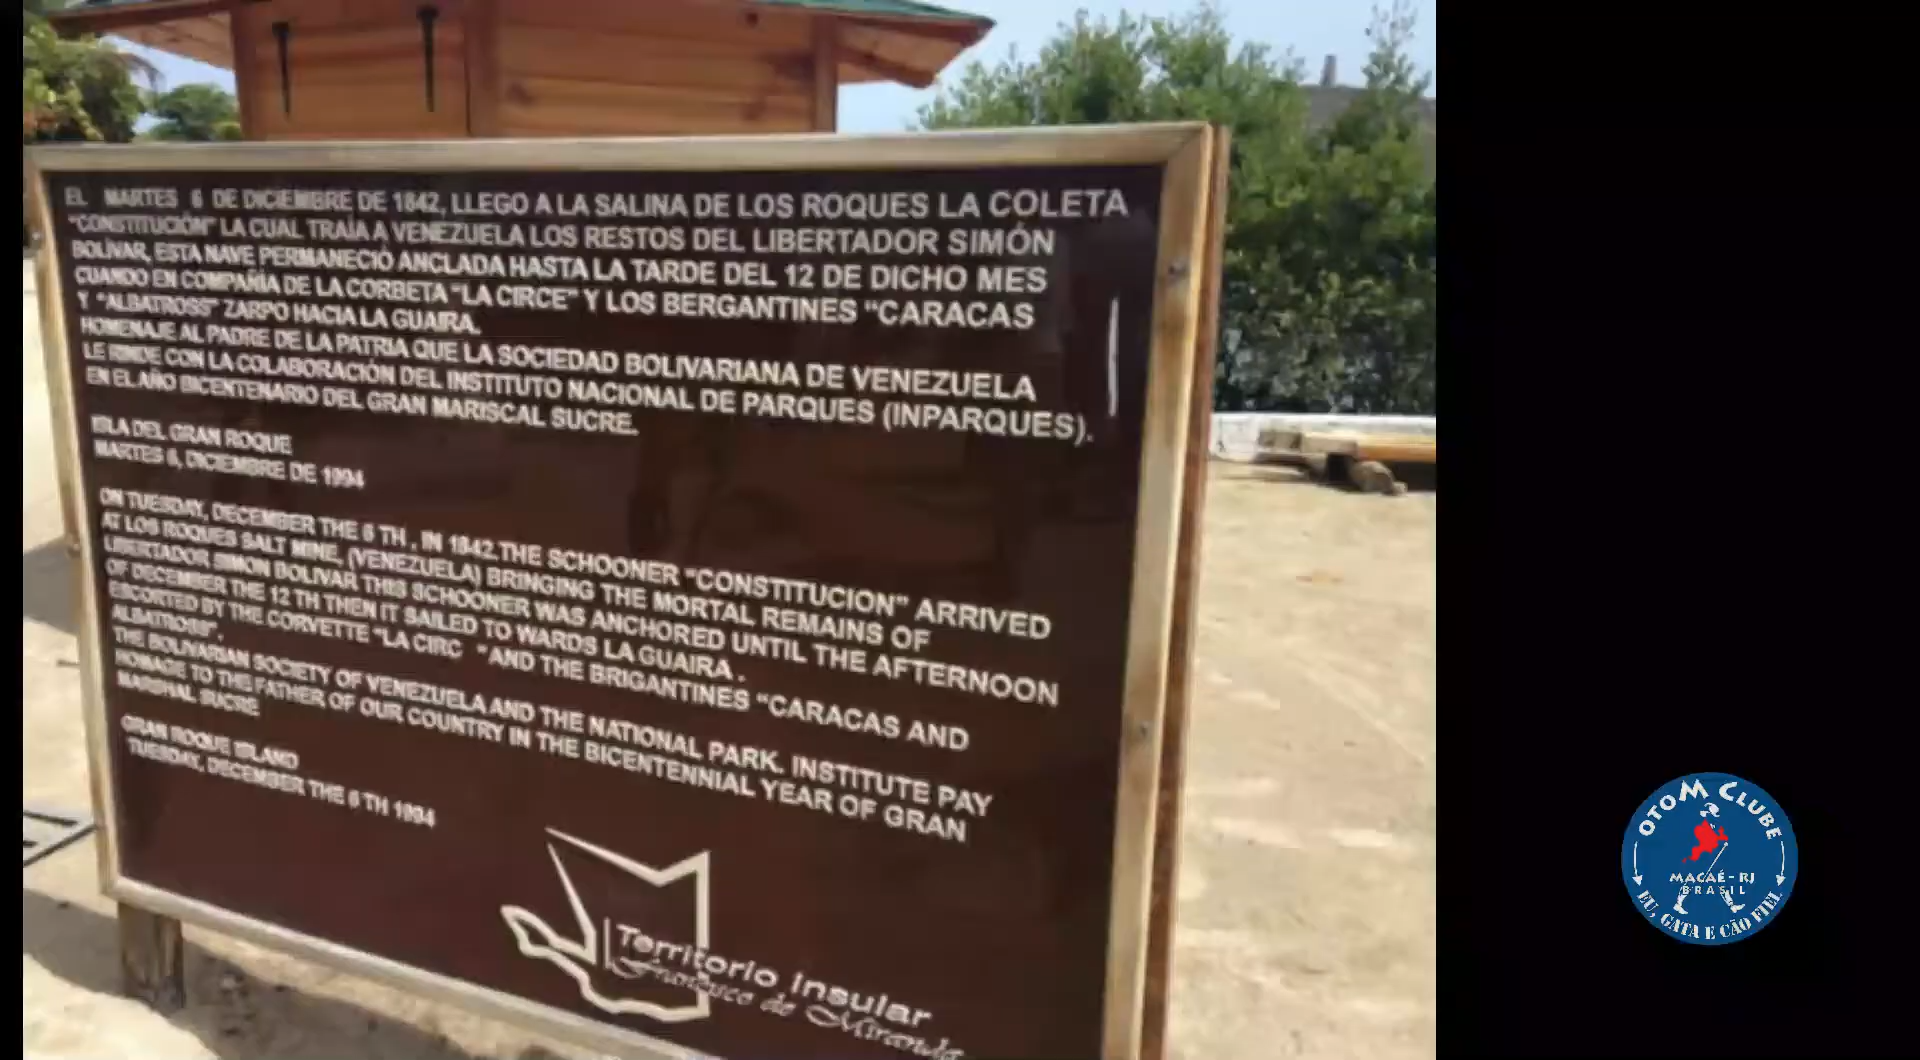 EL MARTES 6 DE DICIEMBRE DE 1842, LLEGO A LA SALINA DE LOS ROQUES LA COLETA
"CONSTITUCIÓN" LA CUAL TRAÍA A VENEZUELA LOS RESTOS DEL LIBERTADOR SIMÓN
BOLÍVAR, ESTA NAVE PERMANECIÓ ANCLADA HASTA LA TARDE DEL 12 DE DICHO MES
CUANDO EN COMPAÑÍA DE LA CORBETA "LA CIRCE" Y LOS BERGANTINES "CARACAS
Y "ALBATROSS" ZARPO HACIA LA GUAIRA.
HOMENAJE AL PADRE DE LA PATRIA QUE LA SOCIEDAD BOLIVARIANA DE VENEZUELA
LE RINDE CON LA COLABORACIÓN DEL INSTITUTO NACIONAL DE PARQUES (INPARQUES).
EN EL AÑO BICENTENARIO DEL GRAN MARISCAL SUCRE.
ISLA DEL GRAN ROQUE
MARTES 6, DICIEMBRE DE 1994
ON TUESDAY, DECEMBER THE 6 TH . IN 1842.THE SCHOONER "CONSTITUCION" ARRIVED
AT LOS ROQUES SALT MINE, (VENEZUELA) BRINGING THE MORTAL REMAINS OF
LIBERTADOR SIMON BOLIVAR THIS SCHOONER WAS ANCHORED UNTIL THE AFTERNOON
OF DECEMBER THE 12 TH THEN IT SAILED TO WARDS LA GUAIRA .
ESCORTED BY THE CORVETTE "LA CIRC " AND THE BRIGANTINES "CARACAS AND
ALBATROSS".
THE BOLIVARIAN SOCIETY OF VENEZUELA AND THE NATIONAL PARK. INSTITUTE PAY
HOMAGE TO THE FATHER OF OUR COUNTRY IN THE BICENTENNIAL YEAR OF GRAN
MARSHAL SUCRE
GRAN ROQUE ISLAND
TUESDAY, DECEMBER THE 6 TH 1994
Territorio Insular
Francisco de Miranda
OTOM CLUBE
MACAÉ - RJ
BRASIL
EU, GATA E CÃO FIEL